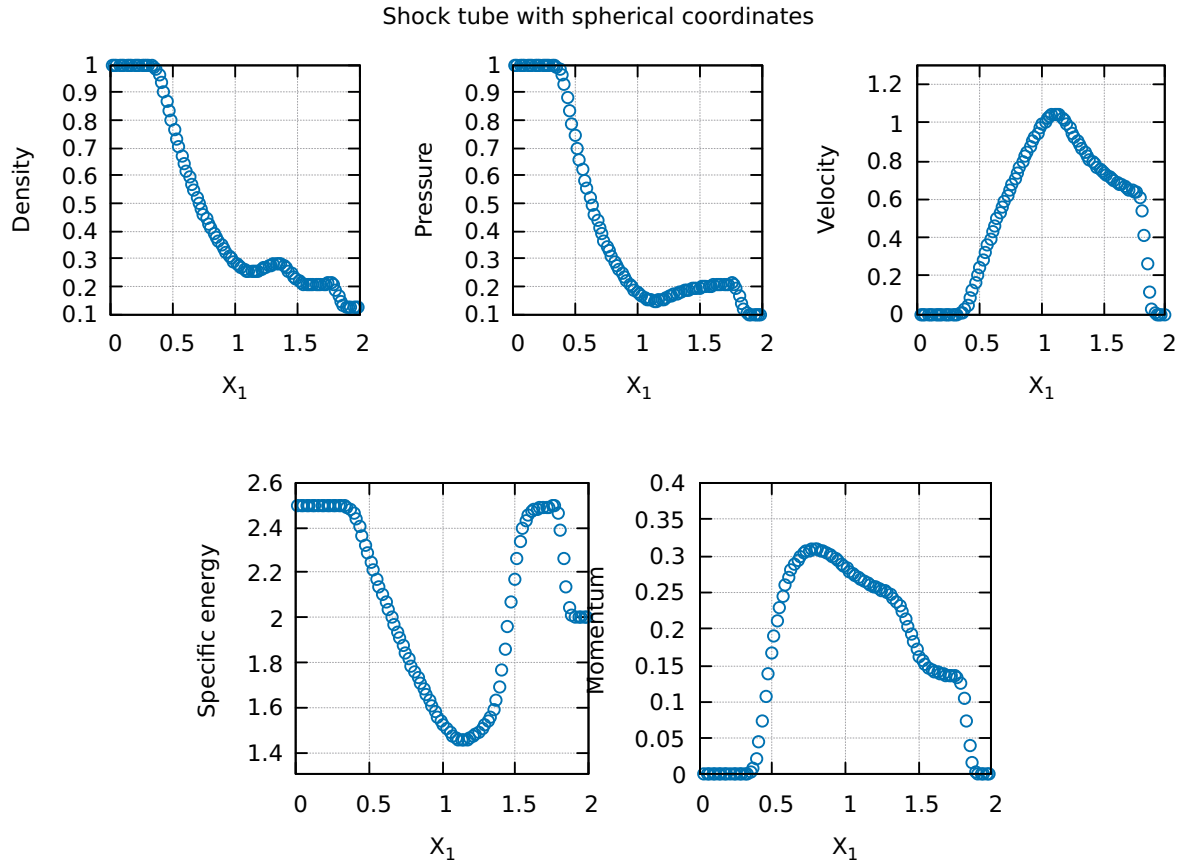 Shock tube with spherical coordinates
Density
1
0.9
0.8
0.7
0.6
0.5
0.4
0.3
0.2
0.1
0 0.5 1 1.5 2
X1
Pressure
1
0.9
0.8
0.7
0.6
0.5
0.4
0.3
0.2
0.1
0 0.5 1 1.5 2
X1
Velocity
1.2
1
0.8
0.6
0.4
0.2
0
0 0.5 1 1.5 2
X1
Specific energy
2.6
2.4
2.2
2
1.8
1.6
1.4
0 0.5 1 1.5 2
X1
Momentum
0.4
0.35
0.3
0.25
0.2
0.15
0.1
0.05
0
0 0.5 1 1.5 2
X1